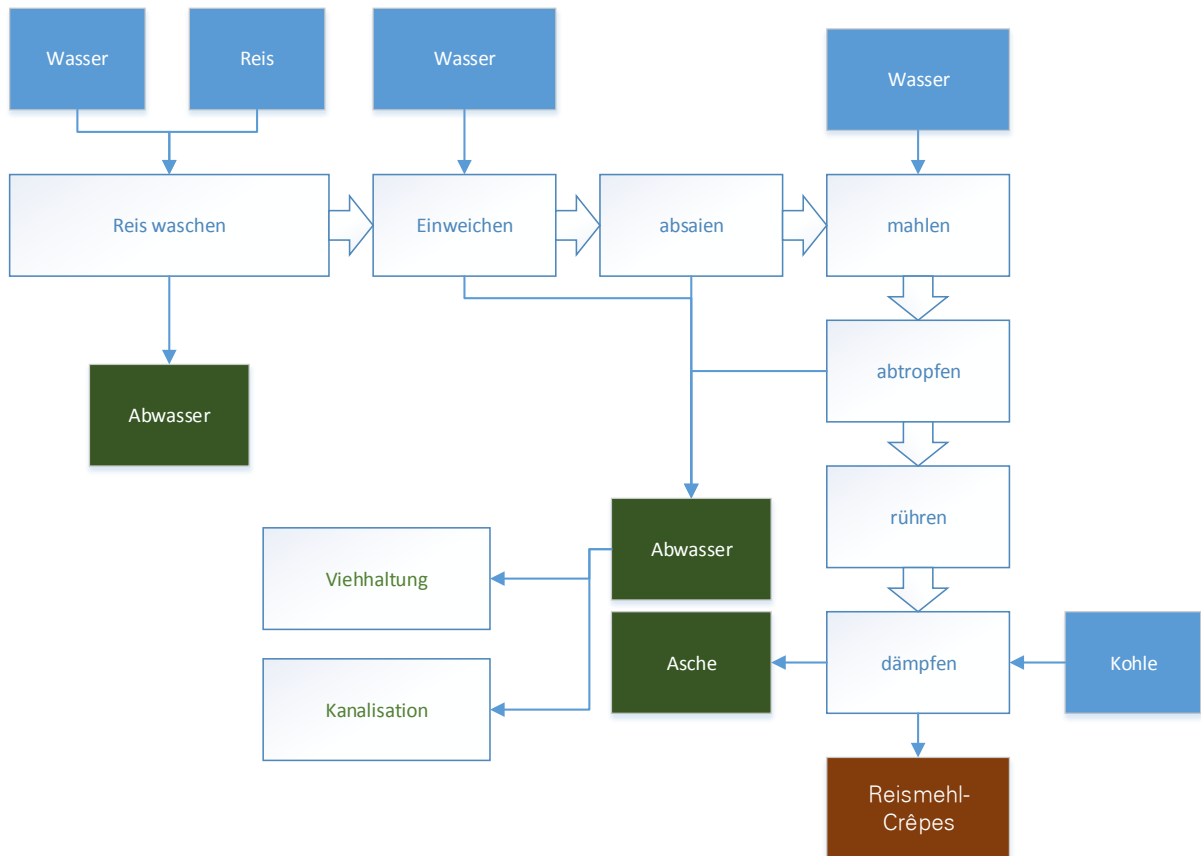 Wasser
Reis
Wasser
Wasser
Reis waschen
Einweichen
absaien
mahlen
abtropfen
Abwasser
rühren
Abwasser
Viehhaltung
Asche
dämpfen
Kohle
Kanalisation
Reismehl-
Crêpes